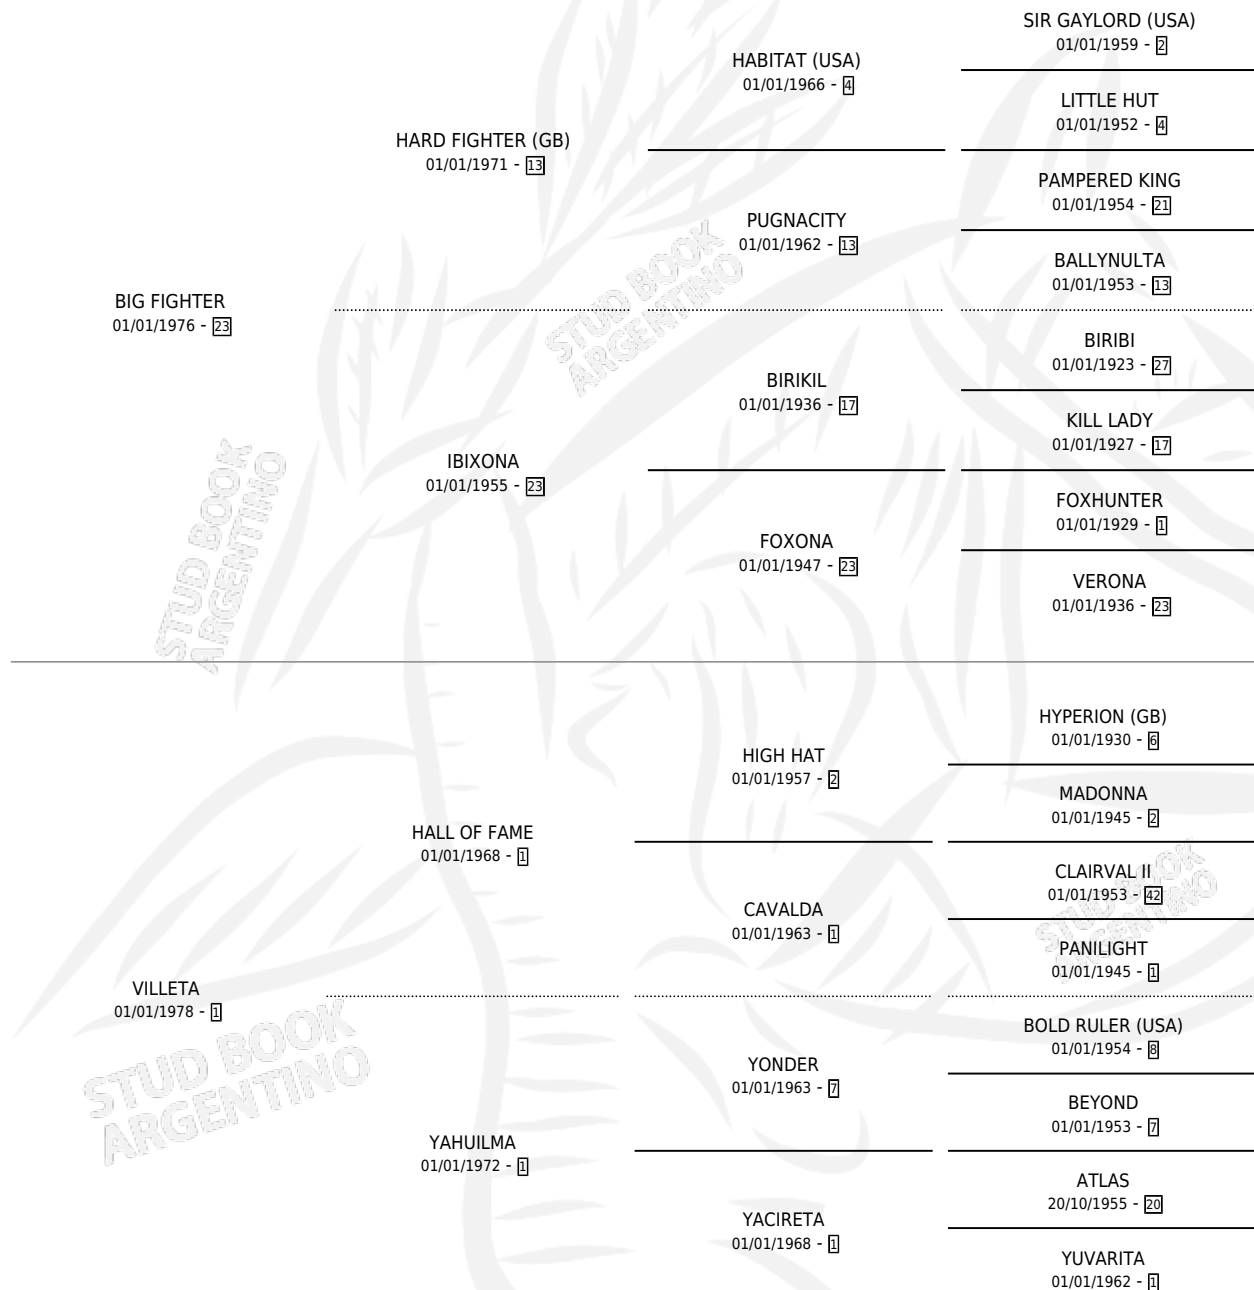 SIR GAYLORD (USA)
01/01/1959 - 2
HABITAT (USA)
01/01/1966 - 4
LITTLE HUT
01/01/1952 - 4
HARD FIGHTER (GB)
01/01/1971 - 13
PAMPERED KING
01/01/1954 - 21
PUGNACITY
01/01/1962 - 13
BALLYNULTA
01/01/1953 - 13
BIG FIGHTER
01/01/1976 - 23
BIRIBI
01/01/1923 - 27
BIRIKIL
01/01/1936 - 17
KILL LADY
01/01/1927 - 17
IBIXONA
01/01/1955 - 23
FOXHUNTER
01/01/1929 - 1
FOXONA
01/01/1947 - 23
VERONA
01/01/1936 - 23
HYPERION (GB)
01/01/1930 - 6
HIGH HAT
01/01/1957 - 2
MADONNA
01/01/1945 - 2
HALL OF FAME
01/01/1968 - 1
CLAIRVAL II
01/01/1953 - 42
CAVALDA
01/01/1963 - 1
PANILIGHT
01/01/1945 - 1
VILLETA
01/01/1978 - 1
BOLD RULER (USA)
01/01/1954 - 8
YONDER
01/01/1963 - 7
BEYOND
01/01/1953 - 7
YAHUILMA
01/01/1972 - 1
ATLAS
20/10/1955 - 20
YACIRETA
01/01/1968 - 1
YUVARITA
01/01/1962 - 1
STUD BOOK
ARGENTINO
STUD BOOK
ARGENTINO
STUD BOOK
ARGENTINO
STUD BOOK
ARGENTINO